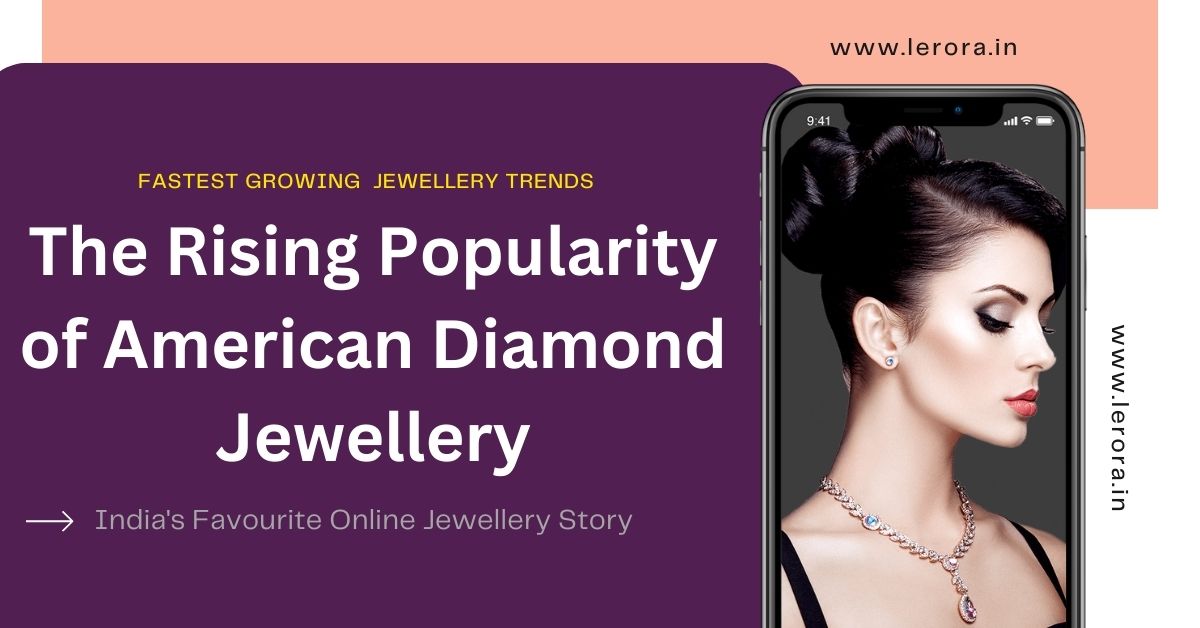 www.lerora.in
9:41
FASTEST GROWING JEWELLERY TRENDS
The Rising Popularity
of American Diamond
Jewellery
India's Favourite Online Jewellery Story
www.lerora.in